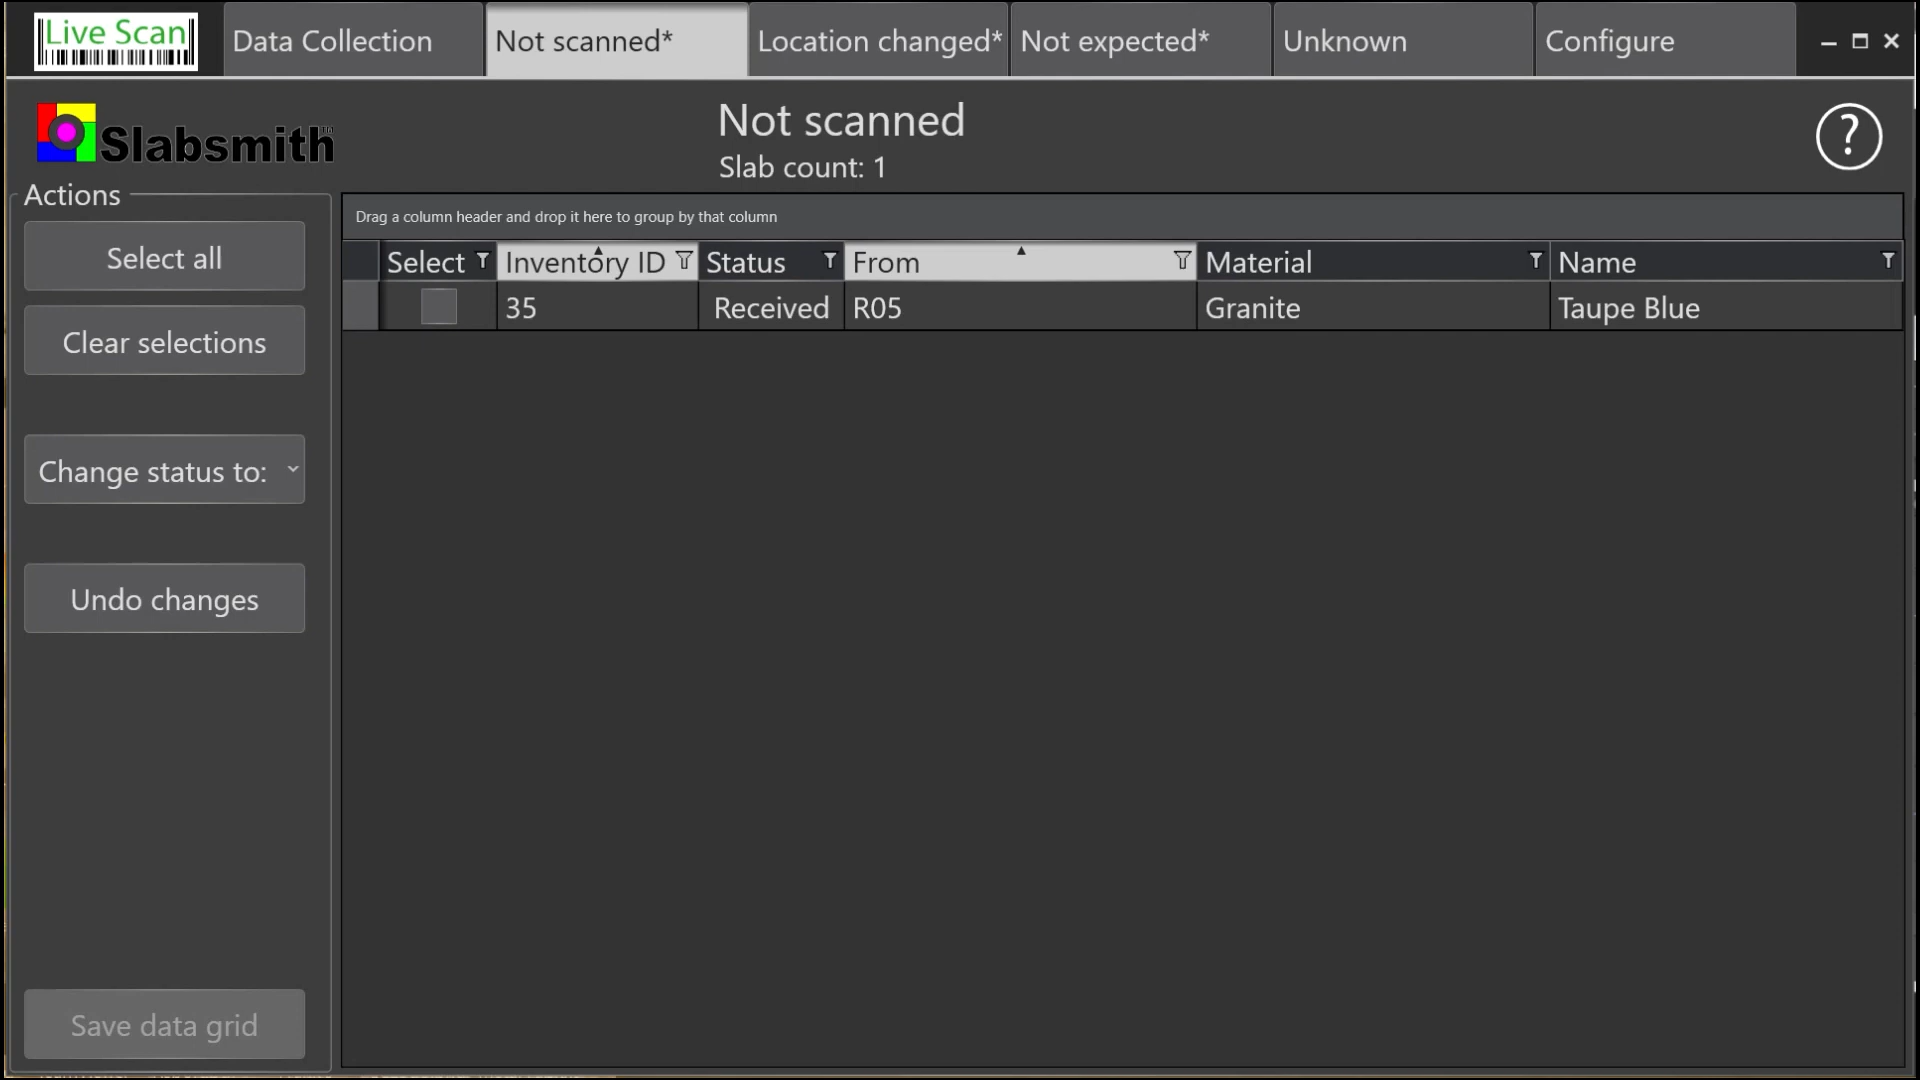 Live Scan
Data Collection
Not scanned*
Location changed*
Not expected*
Unknown
Configure
Slabsmith™
Not scanned
Slab count: 1
?
Actions
Select all
Clear selections
Change status to:
Undo changes
Save data grid
Drag a column header and drop it here to group by that column
Select Inventory ID Status From Material Name
35 Received R05 Granite Taupe Blue